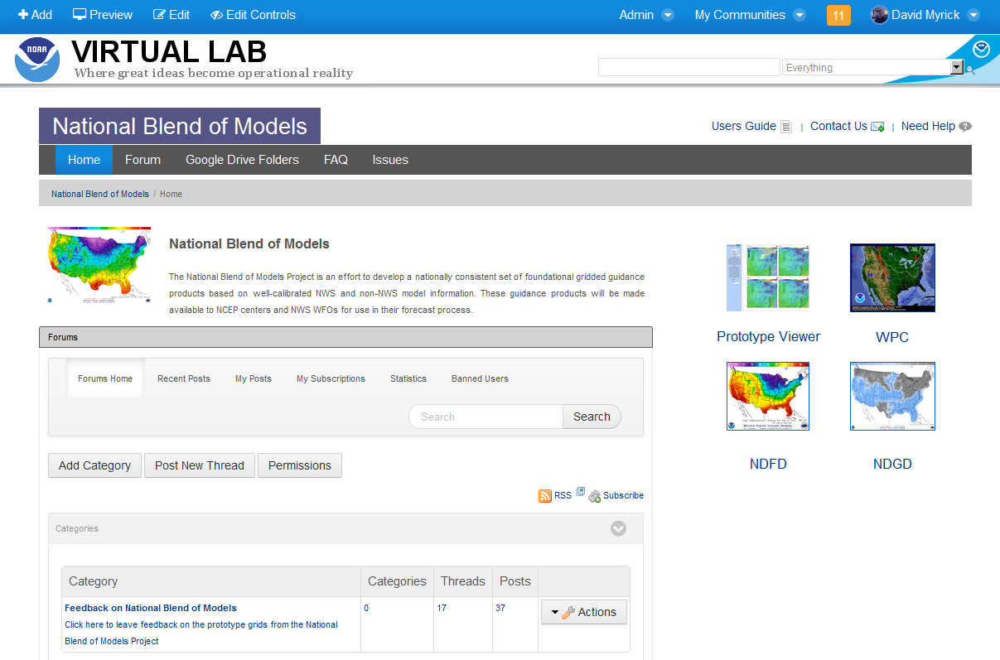 Add Preview Edit Edit Controls Admin My Communities 11 David Myrick
NOAA
VIRTUAL LAB
Where great ideas become operational reality
Everything
National Blend of Models
Users Guide | Contact Us | Need Help
Home Forum Google Drive Folders FAQ Issues
National Blend of Models / Home
National Blend of Models
The National Blend of Models Project is an effort to develop a nationally consistent set of foundational gridded guidance
products based on well-calibrated NWS and non-NWS model information. These guidance products will be made
available to NCEP centers and NWS WFOs for use in their forecast process.
Prototype Viewer WPC
NDFD NDGD
Forums
Forums Home Recent Posts My Posts My Subscriptions Statistics Banned Users
Search Search
Add Category Post New Thread Permissions
RSS Subscribe
Categories
Category Categories Threads Posts
Feedback on National Blend of Models 0 17 37 Actions
Click here to leave feedback on the prototype grids from the National
Blend of Models Project